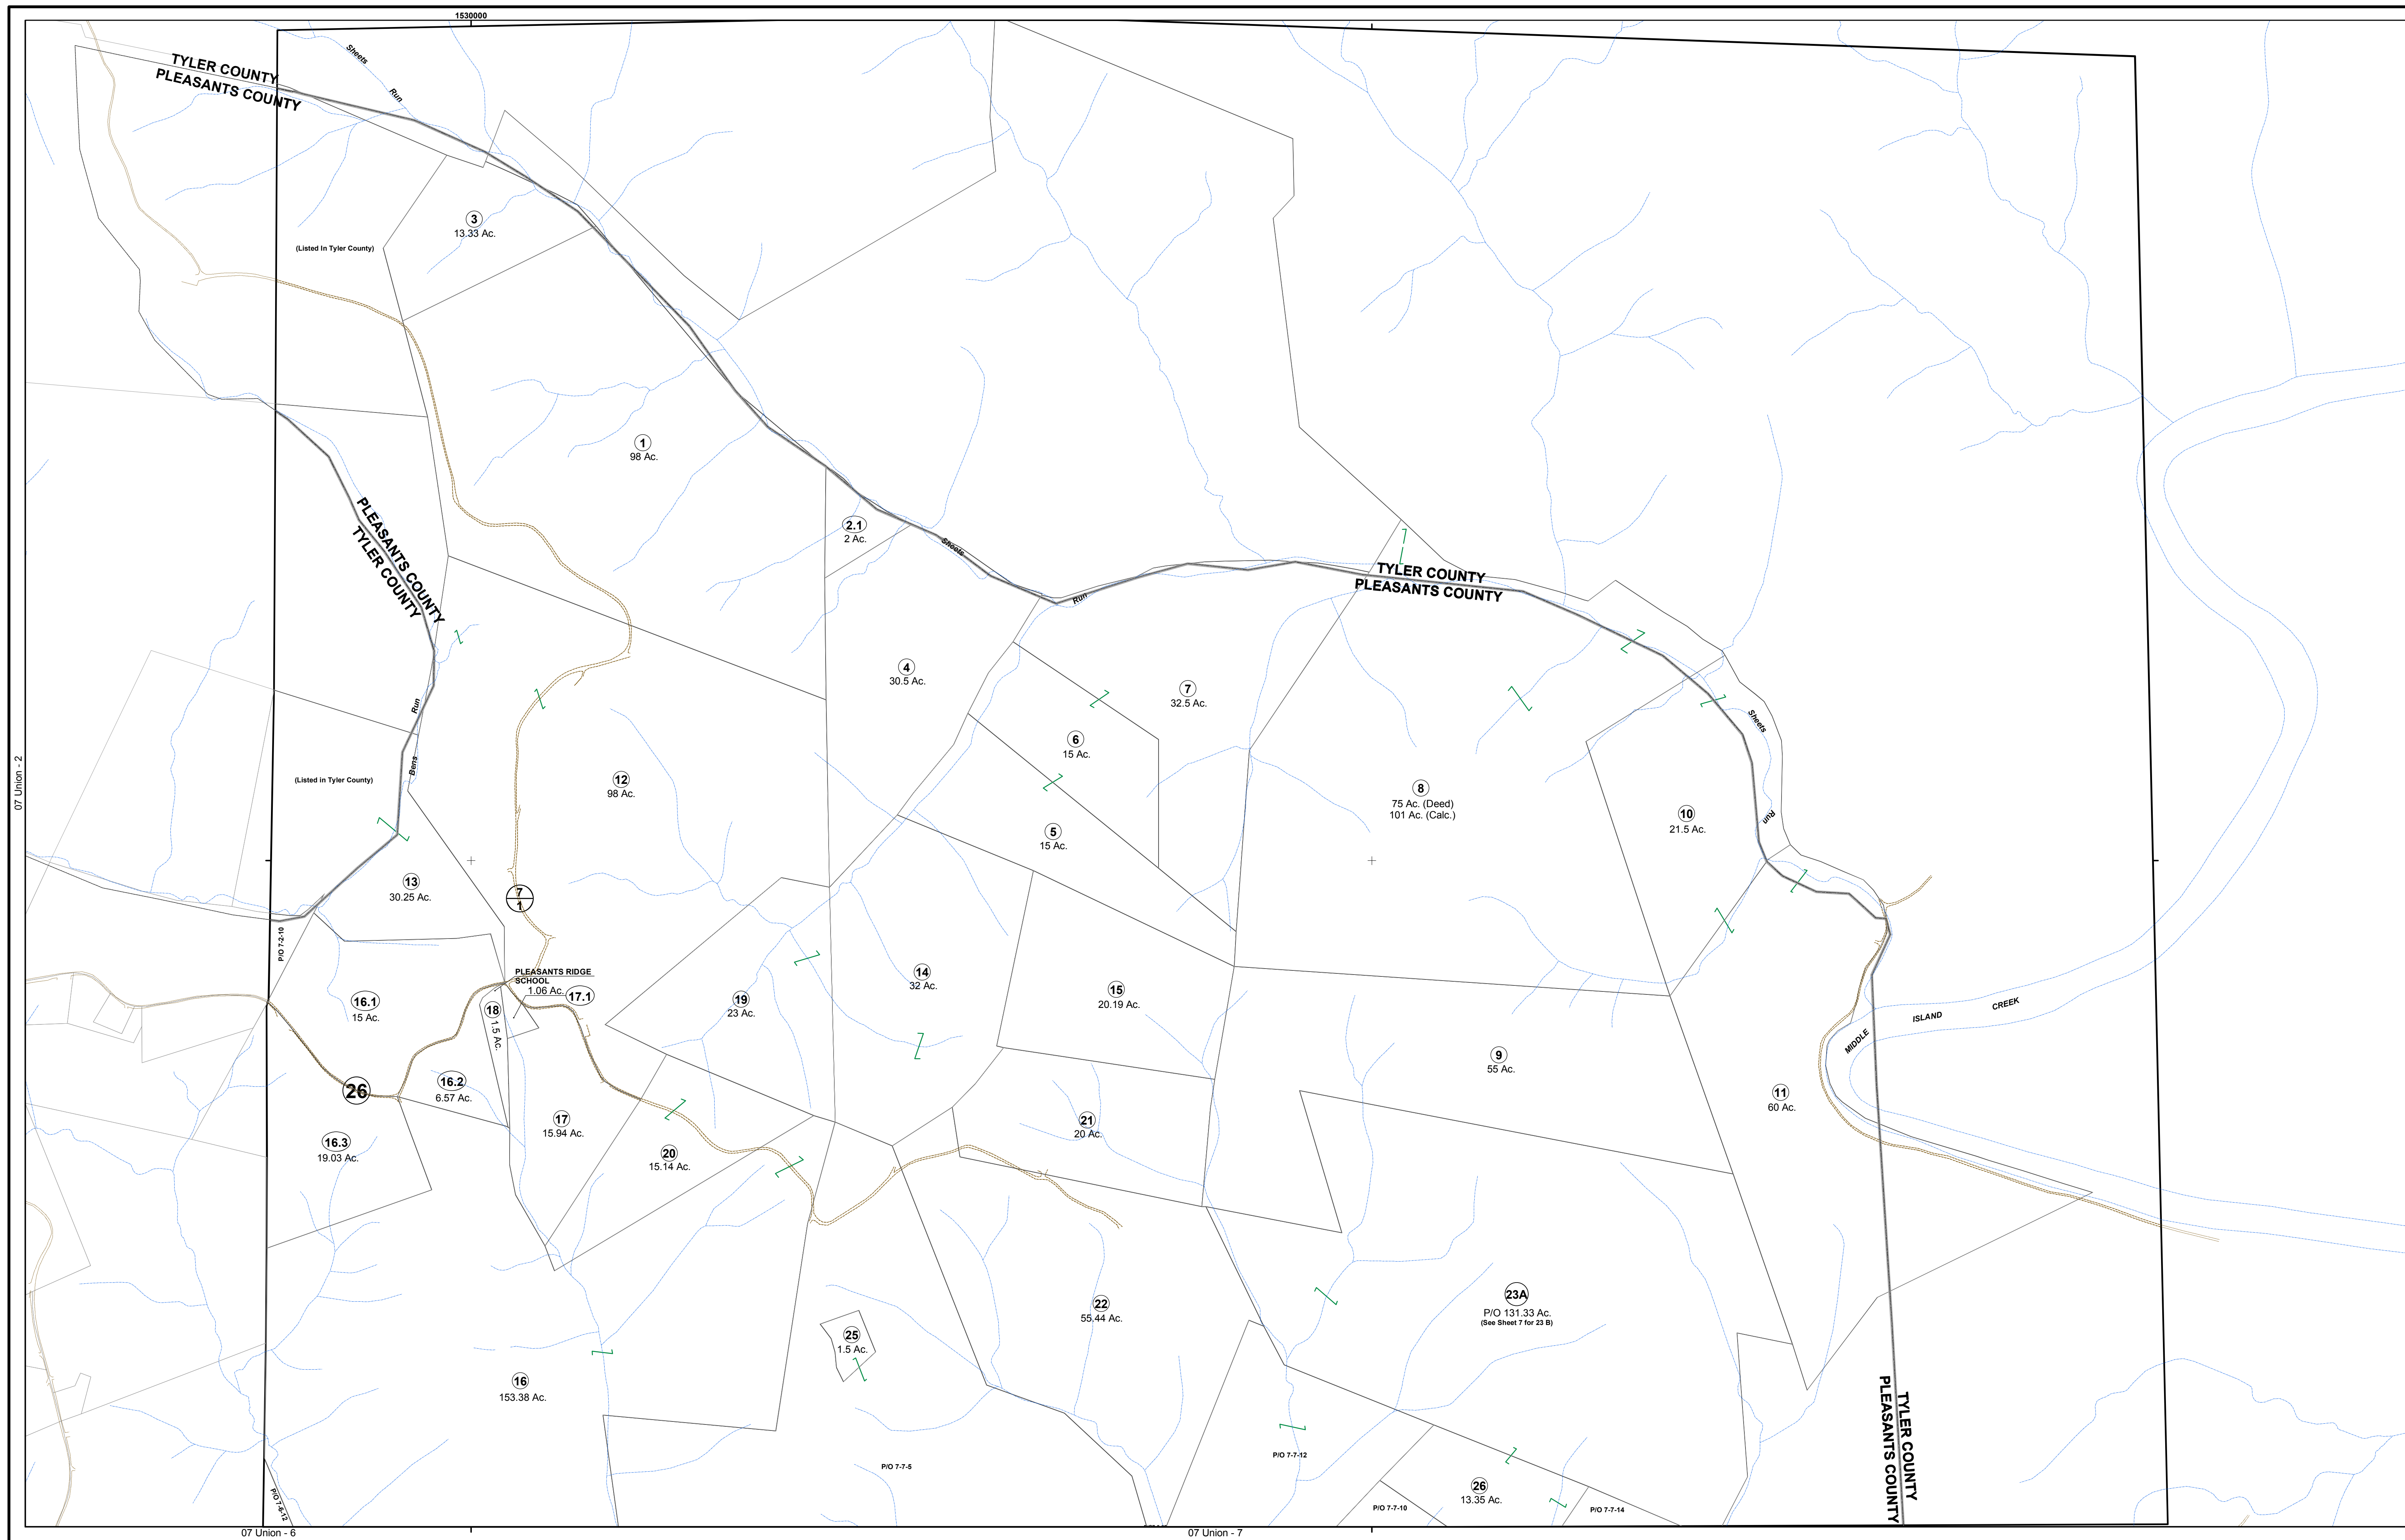 1530000
Sheets
Run
TYLER COUNTY
PLEASANTS COUNTY
3
13.33 Ac.
(Listed In Tyler County)
1
98 Ac.
2.1
2 Ac.
Sheets
Run
PLEASANTS COUNTY
TYLER COUNTY
TYLER COUNTY
PLEASANTS COUNTY
4
30.5 Ac.
7
32.5 Ac.
6
15 Ac.
5
15 Ac.
8
75 Ac. (Deed)
101 Ac. (Calc.)
10
21.5 Ac.
Sheets
Run
Bens
Run
(Listed in Tyler County)
12
98 Ac.
07 Union - 2
13
30.25 Ac.
7
1
P/O 7-2-10
PLEASANTS RIDGE
SCHOOL
1.06 Ac.
17.1
16.1
15 Ac.
18
1.5 Ac.
19
23 Ac.
14
32 Ac.
15
20.19 Ac.
MIDDLE
ISLAND
CREEK
9
55 Ac.
11
60 Ac.
26
16.2
6.57 Ac.
17
15.94 Ac.
16.3
19.03 Ac.
20
15.14 Ac.
21
20 Ac.
22
55.44 Ac.
23A
P/O 131.33 Ac.
(See Sheet 7 for 23 B)
25
1.5 Ac.
16
153.38 Ac.
TYLER COUNTY
PLEASANTS COUNTY
P/O 7-7-5
P/O 7-7-12
26
13.35 Ac.
P/O 7-7-10
P/O 7-7-14
P/O 7-6-12
07 Union - 6
07 Union - 7